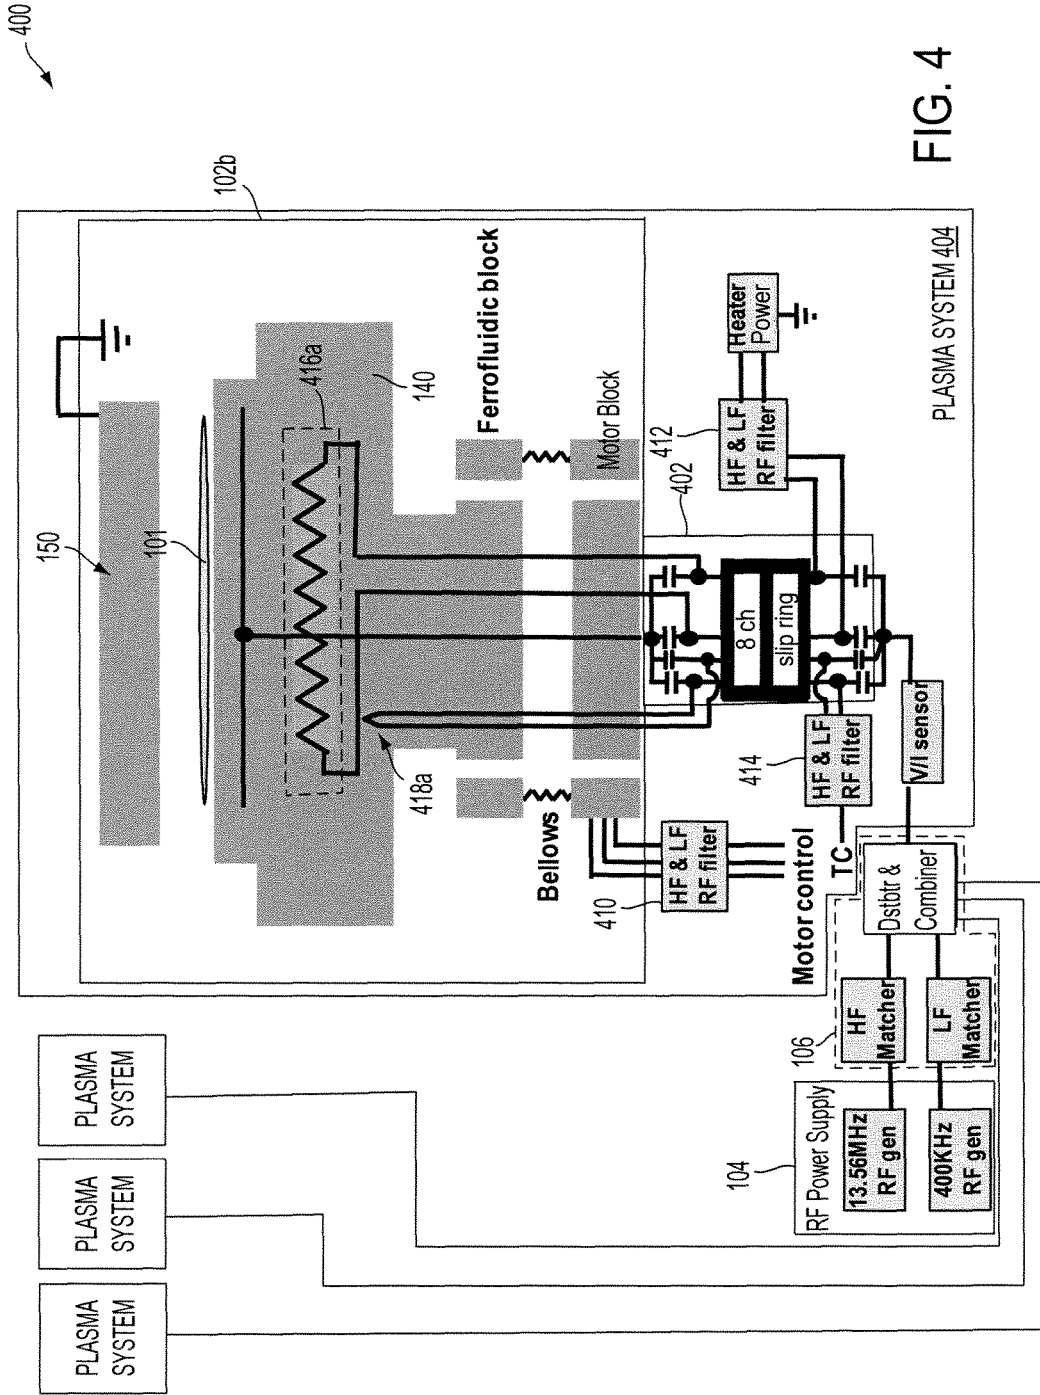 400
102b
150
101
416a
140
Ferrofluidic block
Motor Block
Bellows
418a
402
412
HF & LF
RF filter
Heater
Power
8 ch
slip ring
414
HF & LF
RF filter
TC
V/I sensor
410
HF & LF
RF filter
Motor control
PLASMA SYSTEM 404
Dstbtr &
Combiner
106
HF
Matcher
LF
Matcher
104
RF Power Supply
13.56MHz
RF gen
400KHz
RF gen
PLASMA
SYSTEM
PLASMA
SYSTEM
PLASMA
SYSTEM
FIG. 4